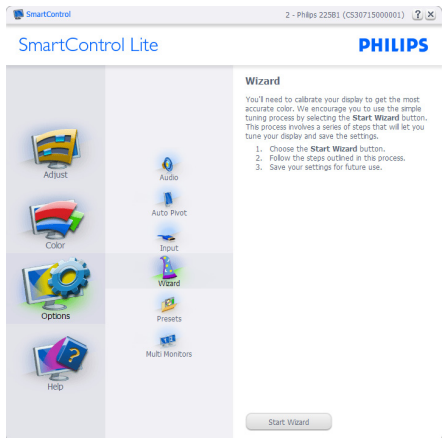 SmartControl
2 - Philips 225B1 (CS30715000001)
SmartControl Lite
PHILIPS
Adjust
Color
Options
Help
Audio
Auto Pivot
Input
Wizard
Presets
Multi Monitors
Wizard
You'll need to calibrate your display to get the most
accurate color. We encourage you to use the simple
tuning process by selecting the Start Wizard button.
This process involves a series of steps that will let you
tune your display and save the settings.
1. Choose the Start Wizard button.
2. Follow the steps outlined in this process.
3. Save your settings for future use.
Start Wizard